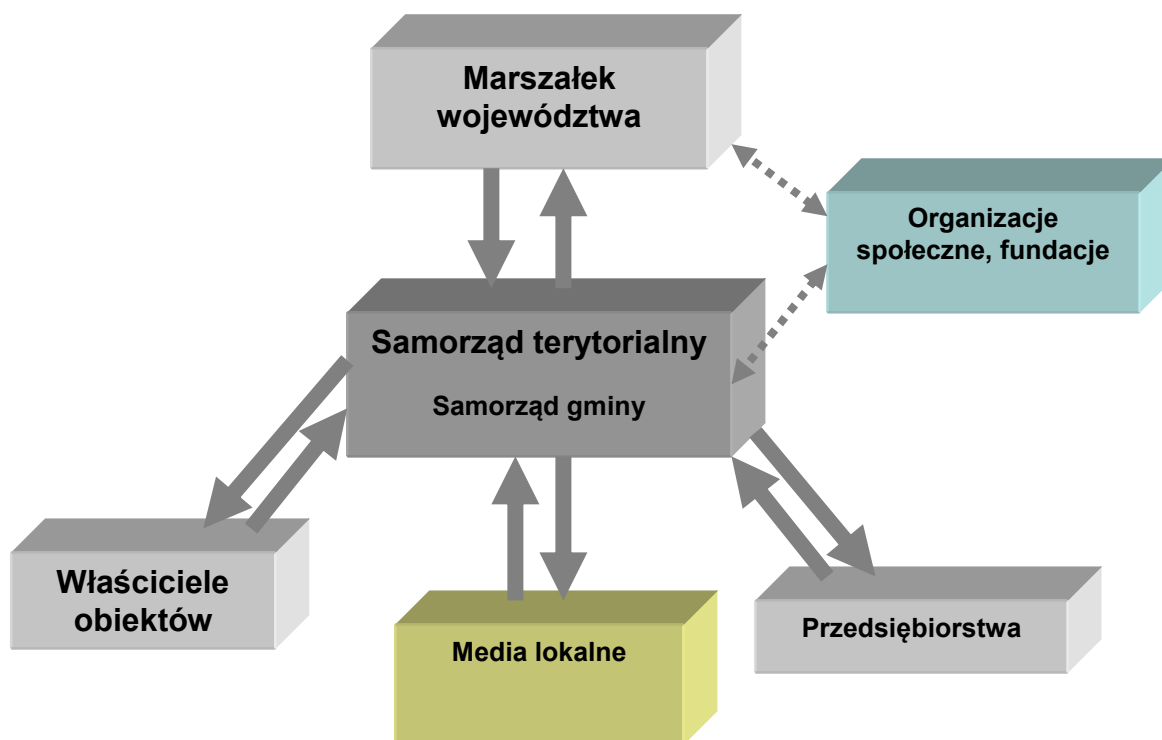 Marszałek
województwa
Organizacje
społeczne, fundacje
Samorząd terytorialny
Samorząd gminy
Właściciele
obiektów
Media lokalne
Przedsiębiorstwa